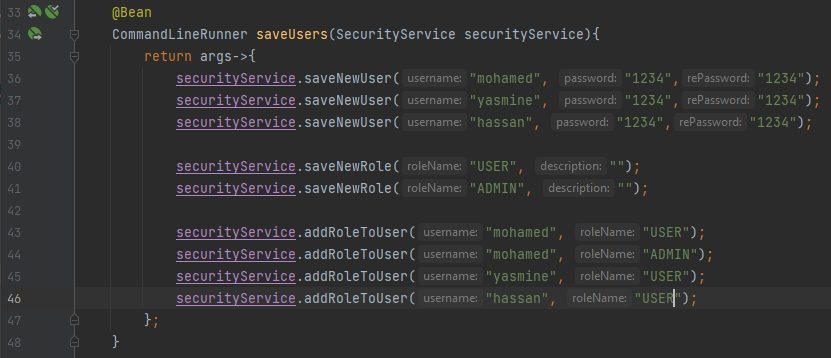 33 @Bean
34 CommandLineRunner saveUsers(SecurityService securityService){
35 return args->{
36 securityService.saveNewUser( username: "mohamed", password: "1234", rePassword: "1234");
37 securityService.saveNewUser( username: "yasmine", password: "1234", rePassword: "1234");
38 securityService.saveNewUser( username: "hassan", password: "1234", rePassword: "1234");
39
40 securityService.saveNewRole( roleName: "USER", description: "");
41 securityService.saveNewRole( roleName: "ADMIN", description: "");
42
43 securityService.addRoleToUser( username: "mohamed", roleName: "USER");
44 securityService.addRoleToUser( username: "mohamed", roleName: "ADMIN");
45 securityService.addRoleToUser( username: "yasmine", roleName: "USER");
46 securityService.addRoleToUser( username: "hassan", roleName: "USER");
47 };
48 }